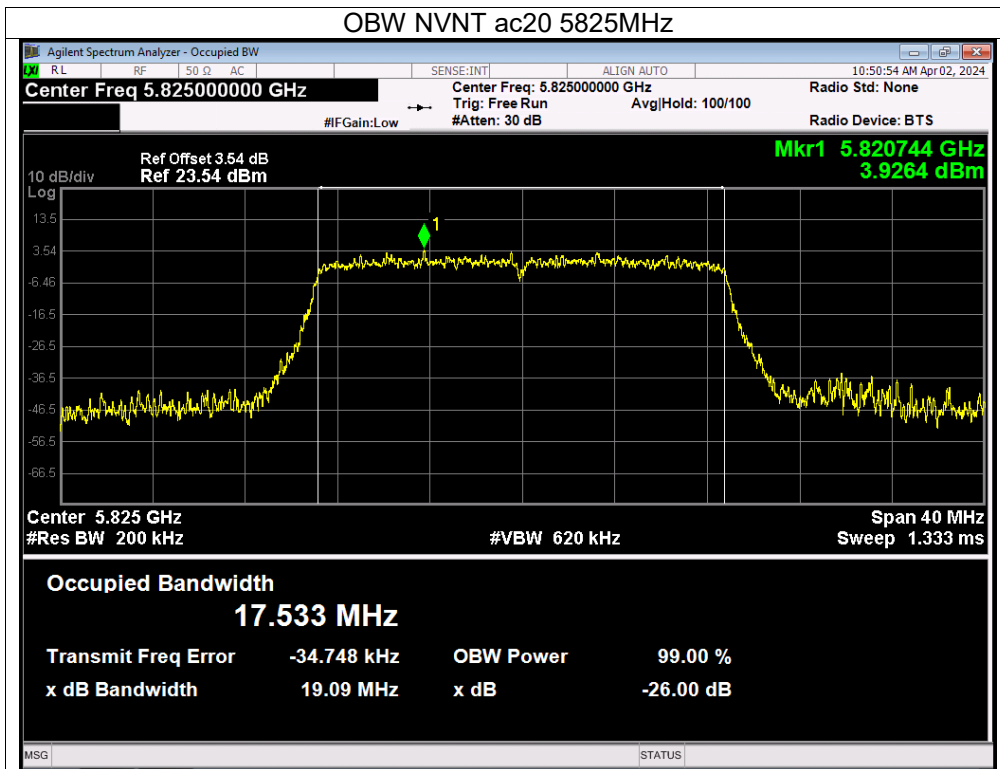 OBW NVNT ac20 5825MHz
Agilent Spectrum Analyzer - Occupied BW
LXI RL RF 50 Ω AC SENSE:INT ALIGN AUTO 10:50:54 AM Apr 02, 2024
Center Freq 5.825000000 GHz Center Freq: 5.825000000 GHz Radio Std: None
Trig: Free Run Avg|Hold: 100/100
#IFGain:Low #Atten: 30 dB Radio Device: BTS
Mkr1 5.820744 GHz
3.9264 dBm
Ref Offset 3.54 dB
10 dB/div Ref 23.54 dBm
Log
13.5
1
3.54
-6.46
-16.5
-26.5
-36.5
-46.5
-56.5
-66.5
Center 5.825 GHz Span 40 MHz
#Res BW 200 kHz #VBW 620 kHz Sweep 1.333 ms
Occupied Bandwidth
17.533 MHz
Transmit Freq Error -34.748 kHz OBW Power 99.00 %
x dB Bandwidth 19.09 MHz x dB -26.00 dB
MSG STATUS